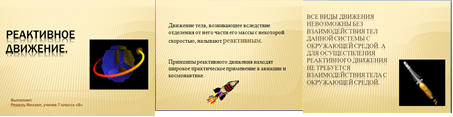 РЕАКТИВНОЕ
ДВИЖЕНИЕ.
Выполнил:
Михаил, ученик 7 класса «В»
Движение тела, возникающее вследствие
отделения от него части его массы с некоторой
скоростью, называют реактивным.
Принципы реактивного движения находят
широкое практическое применение в авиации и
космонавтике.
ВСЕ ВИДЫ ДВИЖЕНИЯ
НЕВОЗМОЖНЫ БЕЗ
ВЗАИМОДЕЙСТВИЯ ТЕЛ
ДАННОЙ СИСТЕМЫ С
ОКРУЖАЮЩЕЙ СРЕДОЙ. А
ДЛЯ ОСУЩЕСТВЛЕНИЯ
РЕАКТИВНОГО ДВИЖЕНИЯ
НЕ ТРЕБУЕТСЯ
ВЗАИМОДЕЙСТВИЯ ТЕЛА С
ОКРУЖАЮЩЕЙ СРЕДОЙ.